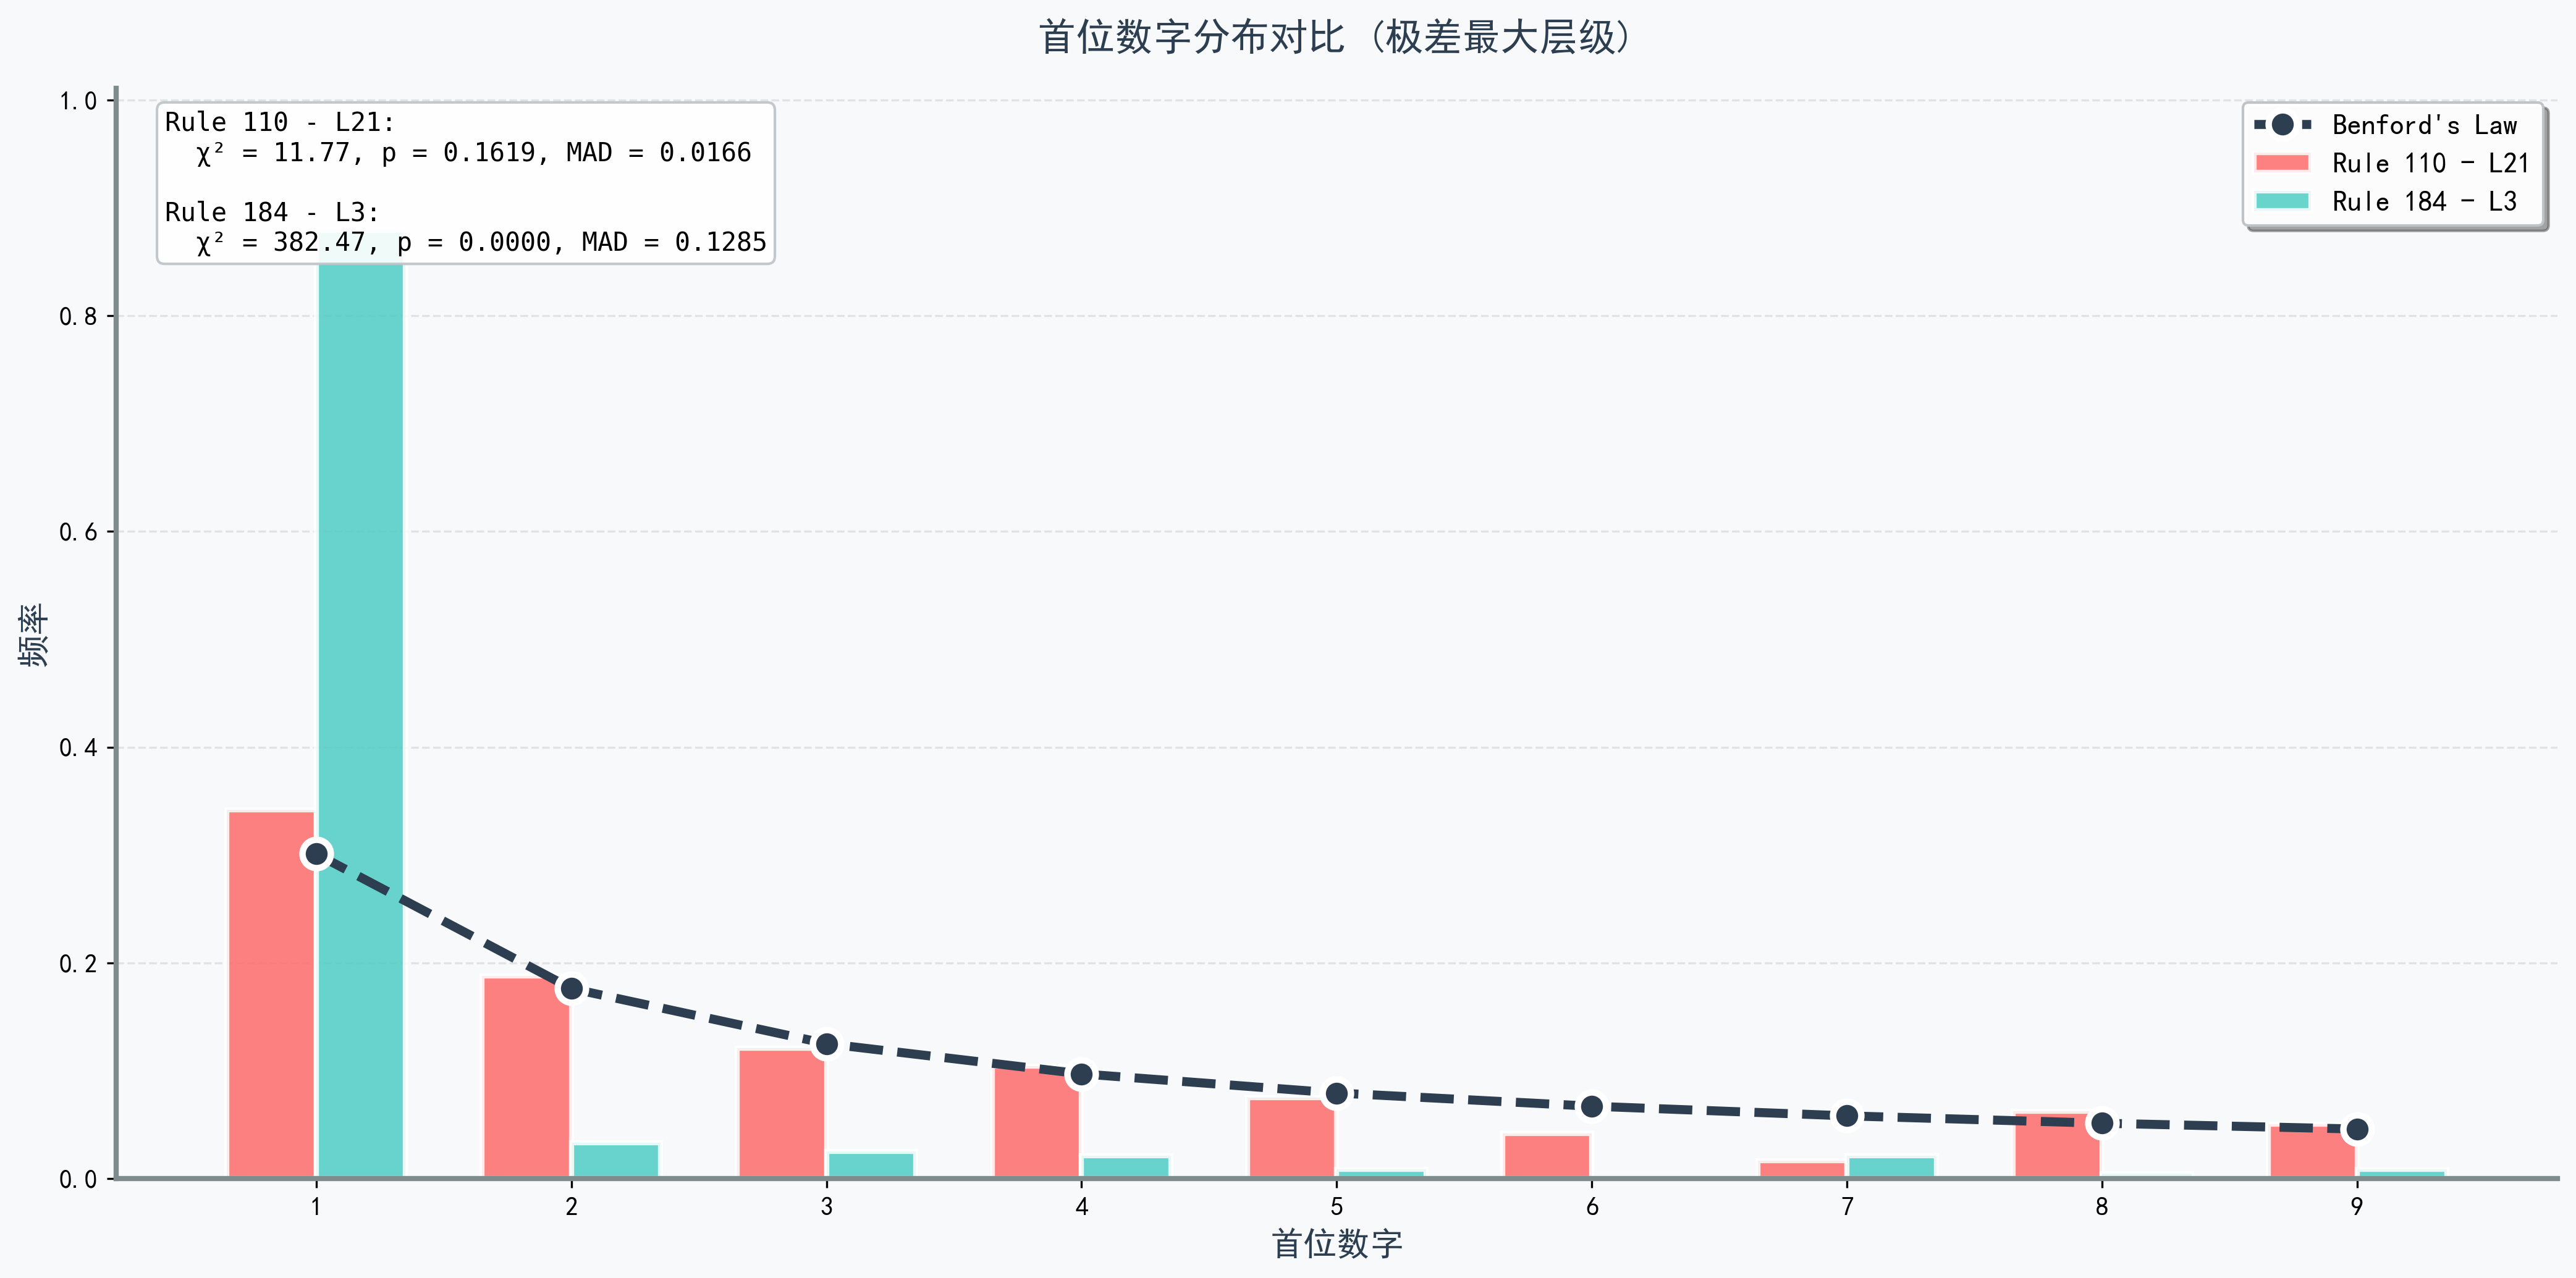 首位数字分布对比 (极差最大层级)
Rule 110 - L21:
χ² = 11.77, p = 0.1619, MAD = 0.0166
Rule 184 - L3:
χ² = 382.47, p = 0.0000, MAD = 0.1285
Benford's Law
Rule 110 - L21
Rule 184 - L3
频率
1.0
0.8
0.6
0.4
0.2
0.0
1 2 3 4 5 6 7 8 9
首位数字